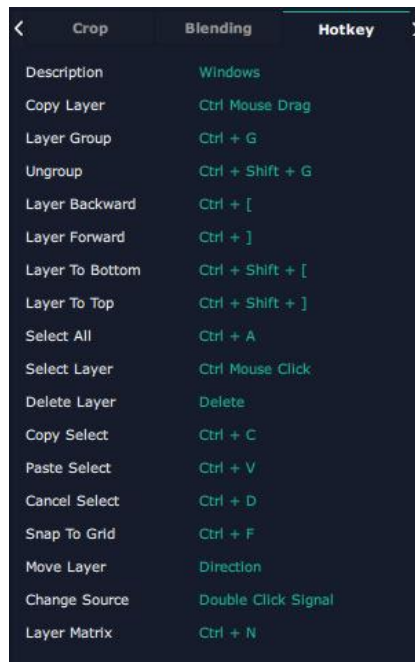 Crop Blending Hotkey
Description Windows
Copy Layer Ctrl Mouse Drag
Layer Group Ctrl + G
Ungroup Ctrl + Shift + G
Layer Backward Ctrl + [
Layer Forward Ctrl + ]
Layer To Bottom Ctrl + Shift + [
Layer To Top Ctrl + Shift + ]
Select All Ctrl + A
Select Layer Ctrl Mouse Click
Delete Layer Delete
Copy Select Ctrl + C
Paste Select Ctrl + V
Cancel Select Ctrl + D
Snap To Grid Ctrl + F
Move Layer Direction
Change Source Double Click Signal
Layer Matrix Ctrl + N